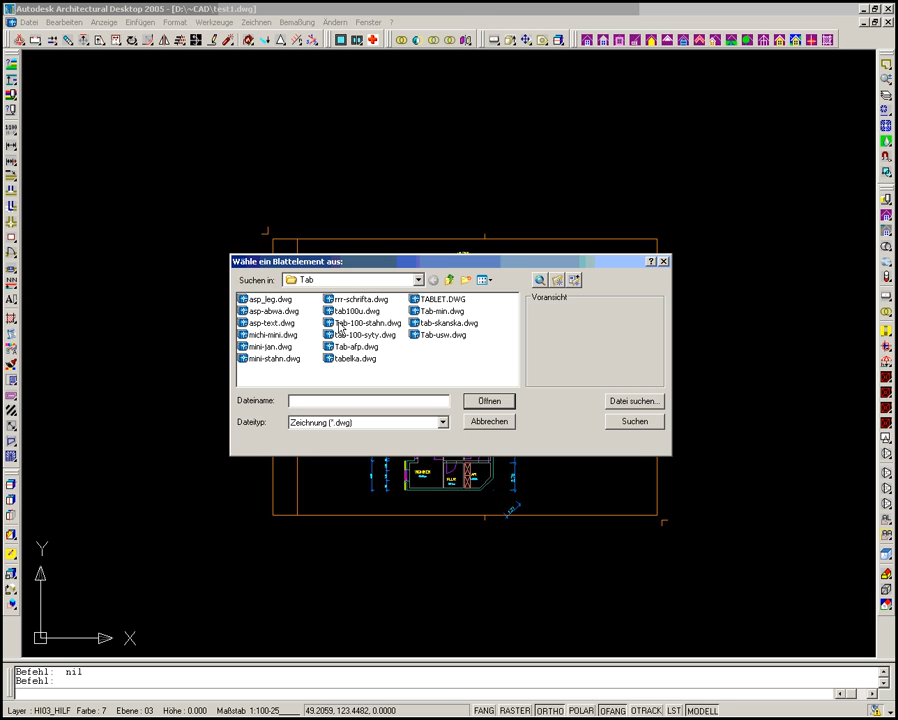 Autodesk Architectural Desktop 2005 - [D:\~CAD\test1.dwg]
Datei Bearbeiten Anzeige Einfügen Format Werkzeuge Zeichnen Bemaßung Ändern Fenster ?
Wähle ein Blattelement aus:
Suchen in: Tab
asp_leg.dwg rrr-schrifta.dwg TABLET.DWG
asp-abwa.dwg tab100u.dwg Tab-min.dwg
asp-text.dwg Tab-100-stahn.dwg tab-skanska.dwg
michi-mini.dwg tab-100-syty.dwg Tab-usw.dwg
mini-jan.dwg Tab-afp.dwg
mini-stahn.dwg tabelka.dwg
Voransicht
Dateiname: Öffnen Datei suchen...
Dateityp: Zeichnung (*.dwg) Abbrechen Suchen
FLUR
Y
X
Befehl: nil
Befehl:
Layer : HI03_HILF Farbe : 7 Ebene : 03 Höhe : 0.000 Maßstab 1:100-25____ 49.2059, 123.4482, 0.0000 FANG RASTER ORTHO POLAR OFANG OTRACK LST MODELL